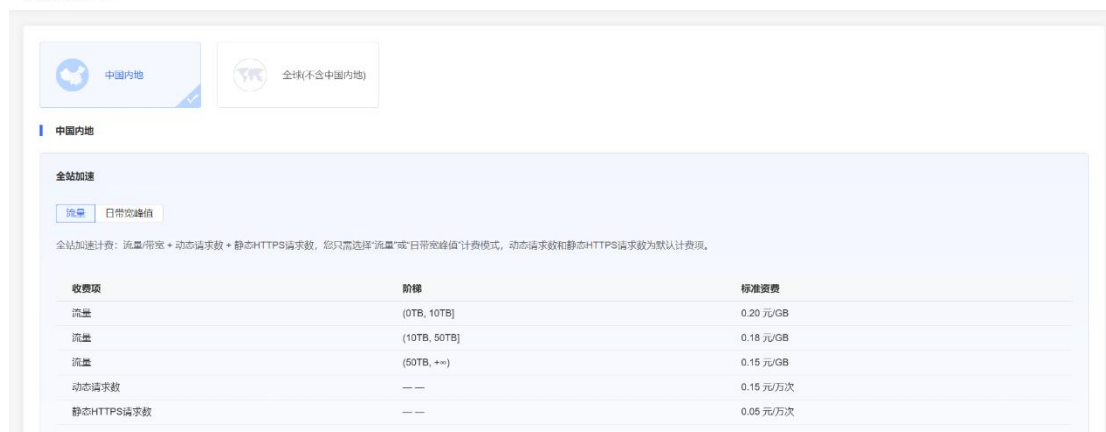 中国内地 全球(不含中国内地)
中国内地
全站加速
流量 日带宽峰值
全站加速计费：流量/带宽 + 动态请求数 + 静态HTTPS请求数，您只需选择“流量”或“日带宽峰值”计费模式，动态请求数和静态HTTPS请求数为默认计费项。
收费项 阶梯 标准资费
流量 (0TB, 10TB] 0.20 元/GB
流量 (10TB, 50TB] 0.18 元/GB
流量 (50TB, +∞) 0.15 元/GB
动态请求数 — — 0.15 元/万次
静态HTTPS请求数 — — 0.05 元/万次